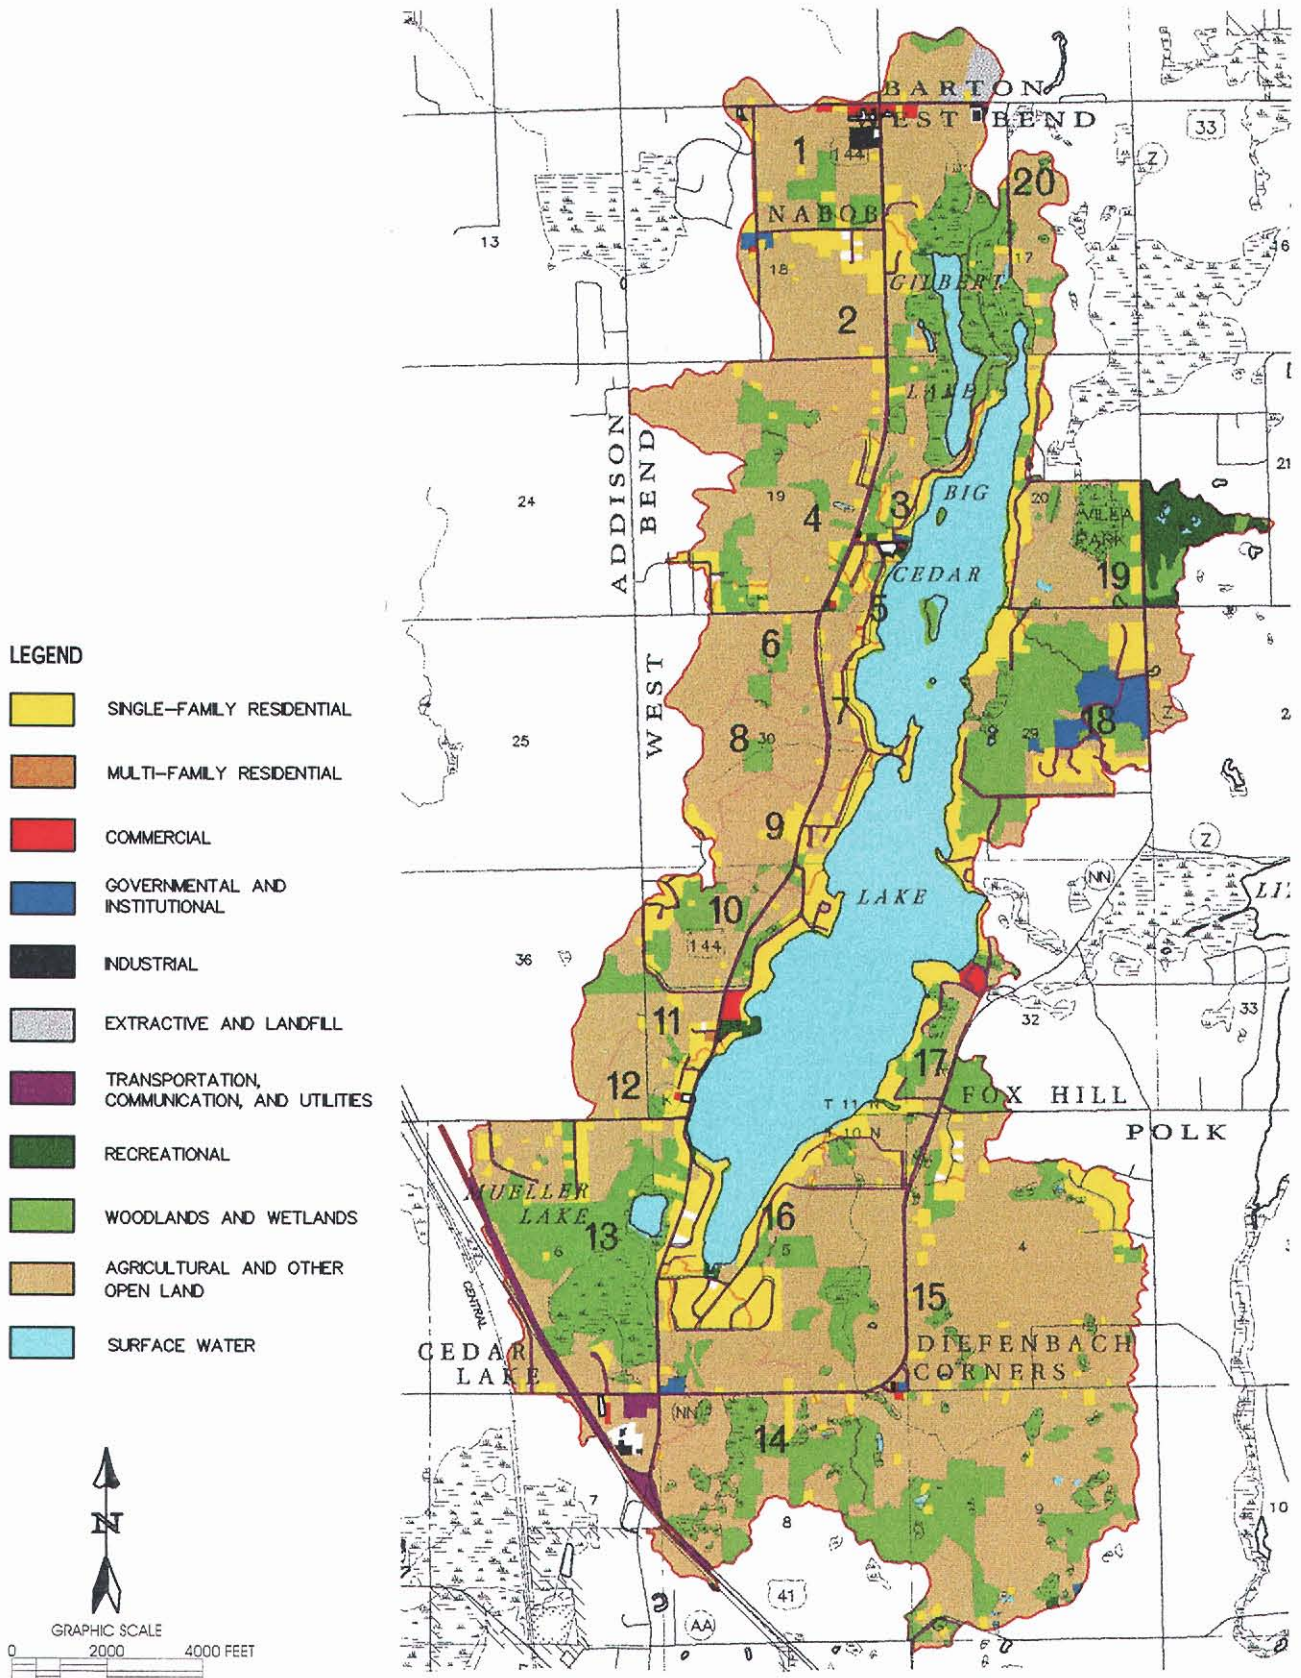 BARTON
WEST BEND
33
Z
1
144
20
NABOB
13
16
18
17
GILBERT
2
LAKE
ADDISON
WEST BEND
24
19
4
3
BIG
20
21
PARK
CEDAR
19
5
6
LEGEND
SINGLE-FAMILY RESIDENTIAL
MULTI-FAMILY RESIDENTIAL
COMMERCIAL
GOVERNMENTAL AND
INSTITUTIONAL
INDUSTRIAL
EXTRACTIVE AND LANDFILL
TRANSPORTATION,
COMMUNICATION, AND UTILITIES
RECREATIONAL
WOODLANDS AND WETLANDS
AGRICULTURAL AND OTHER
OPEN LAND
SURFACE WATER
7
25
8
30
29
18
Z
9
Z
NN
10
LAKE
144
36
11
32
33
12
17
K
FOX HILL
T 11 N
T 10 N
POLK
MUELLER
LAKE
13
16
6
5
4
CENTRAL
15
CEDAR
LAKE
DIEFENBACH
CORNERS
NN
14
7
8
9
10
41
AA
N
GRAPHIC SCALE
0 2000 4000 FEET